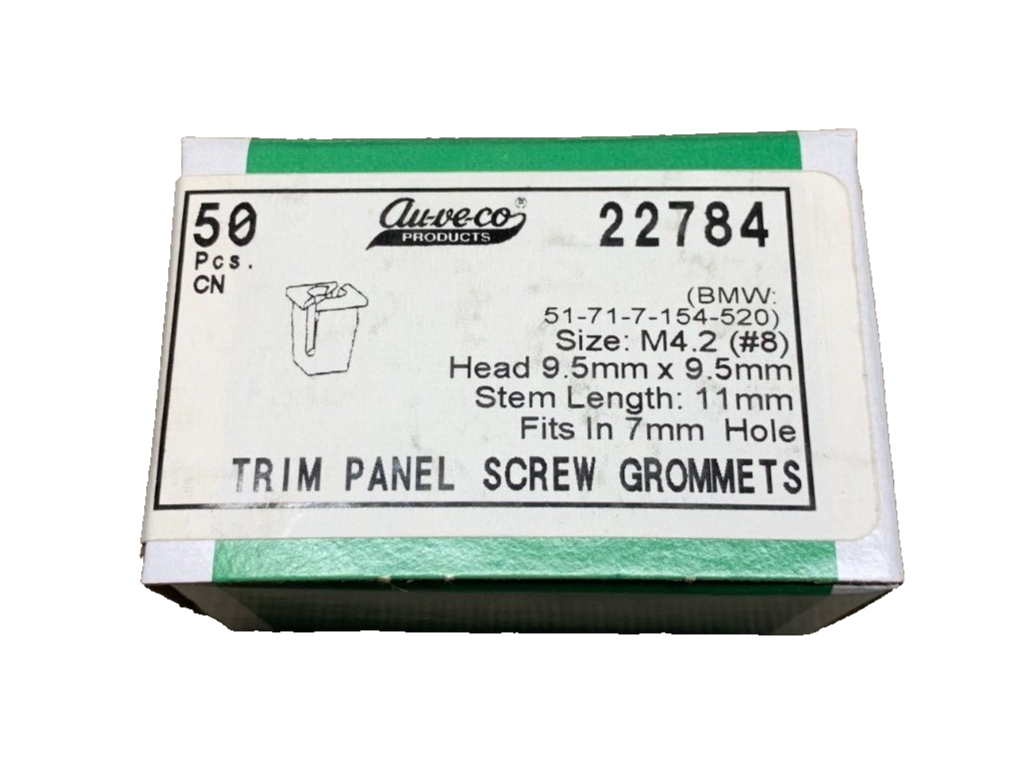 50
Pcs.
CN
Au-ve-co®
PRODUCTS
22784
(BMW:
51-71-7-154-520)
Size: M4.2 (#8)
Head 9.5mm x 9.5mm
Stem Length: 11mm
Fits In 7mm Hole
TRIM PANEL SCREW GROMMETS